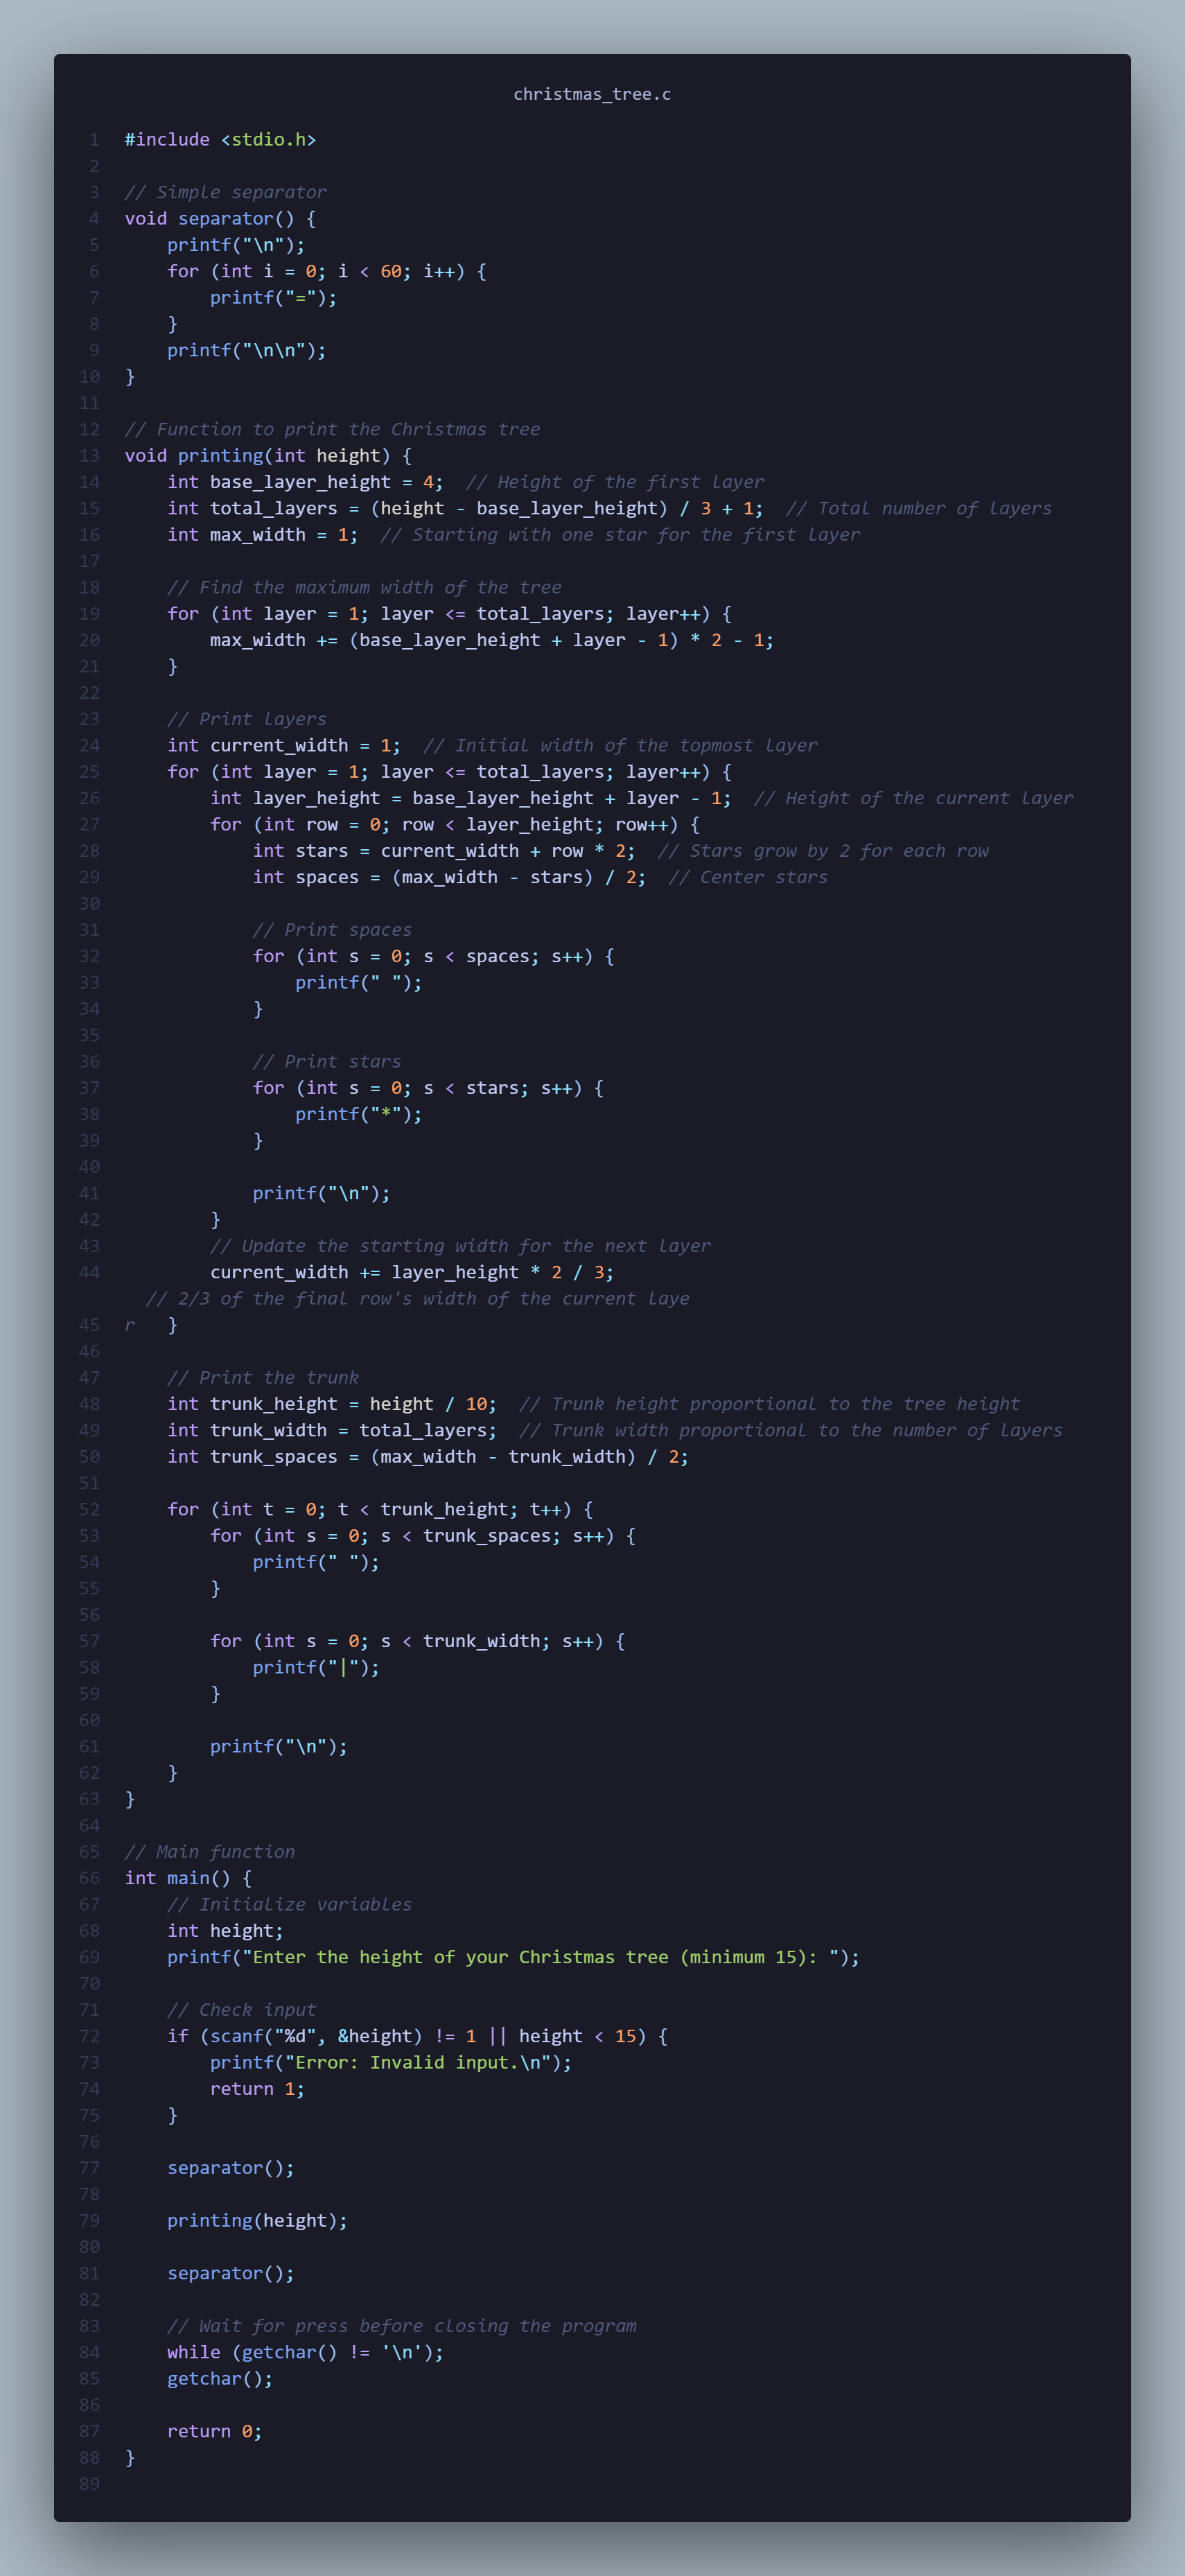 christmas_tree.c
1 #include <stdio.h>
2
3 // Simple separator
4 void separator() {
5     printf("\n");
6     for (int i = 0; i < 60; i++) {
7         printf("=");
8     }
9     printf("\n\n");
10 }
11
12 // Function to print the Christmas tree
13 void printing(int height) {
14     int base_layer_height = 4;  // Height of the first layer
15     int total_layers = (height - base_layer_height) / 3 + 1;  // Total number of layers
16     int max_width = 1;  // Starting with one star for the first layer
17
18     // Find the maximum width of the tree
19     for (int layer = 1; layer <= total_layers; layer++) {
20         max_width += (base_layer_height + layer - 1) * 2 - 1;
21     }
22
23     // Print layers
24     int current_width = 1;  // Initial width of the topmost layer
25     for (int layer = 1; layer <= total_layers; layer++) {
26         int layer_height = base_layer_height + layer - 1;  // Height of the current layer
27         for (int row = 0; row < layer_height; row++) {
28             int stars = current_width + row * 2;  // Stars grow by 2 for each row
29             int spaces = (max_width - stars) / 2;  // Center stars
30
31             // Print spaces
32             for (int s = 0; s < spaces; s++) {
33                 printf(" ");
34             }
35
36             // Print stars
37             for (int s = 0; s < stars; s++) {
38                 printf("*");
39             }
40
41             printf("\n");
42         }
43         // Update the starting width for the next layer
44         current_width += layer_height * 2 / 3;
  // 2/3 of the final row's width of the current laye
45 r   }
46
47     // Print the trunk
48     int trunk_height = height / 10;  // Trunk height proportional to the tree height
49     int trunk_width = total_layers;  // Trunk width proportional to the number of layers
50     int trunk_spaces = (max_width - trunk_width) / 2;
51
52     for (int t = 0; t < trunk_height; t++) {
53         for (int s = 0; s < trunk_spaces; s++) {
54             printf(" ");
55         }
56
57         for (int s = 0; s < trunk_width; s++) {
58             printf("|");
59         }
60
61         printf("\n");
62     }
63 }
64
65 // Main function
66 int main() {
67     // Initialize variables
68     int height;
69     printf("Enter the height of your Christmas tree (minimum 15): ");
70
71     // Check input
72     if (scanf("%d", &height) != 1 || height < 15) {
73         printf("Error: Invalid input.\n");
74         return 1;
75     }
76
77     separator();
78
79     printing(height);
80
81     separator();
82
83     // Wait for press before closing the program
84     while (getchar() != '\n');
85     getchar();
86
87     return 0;
88 }
89